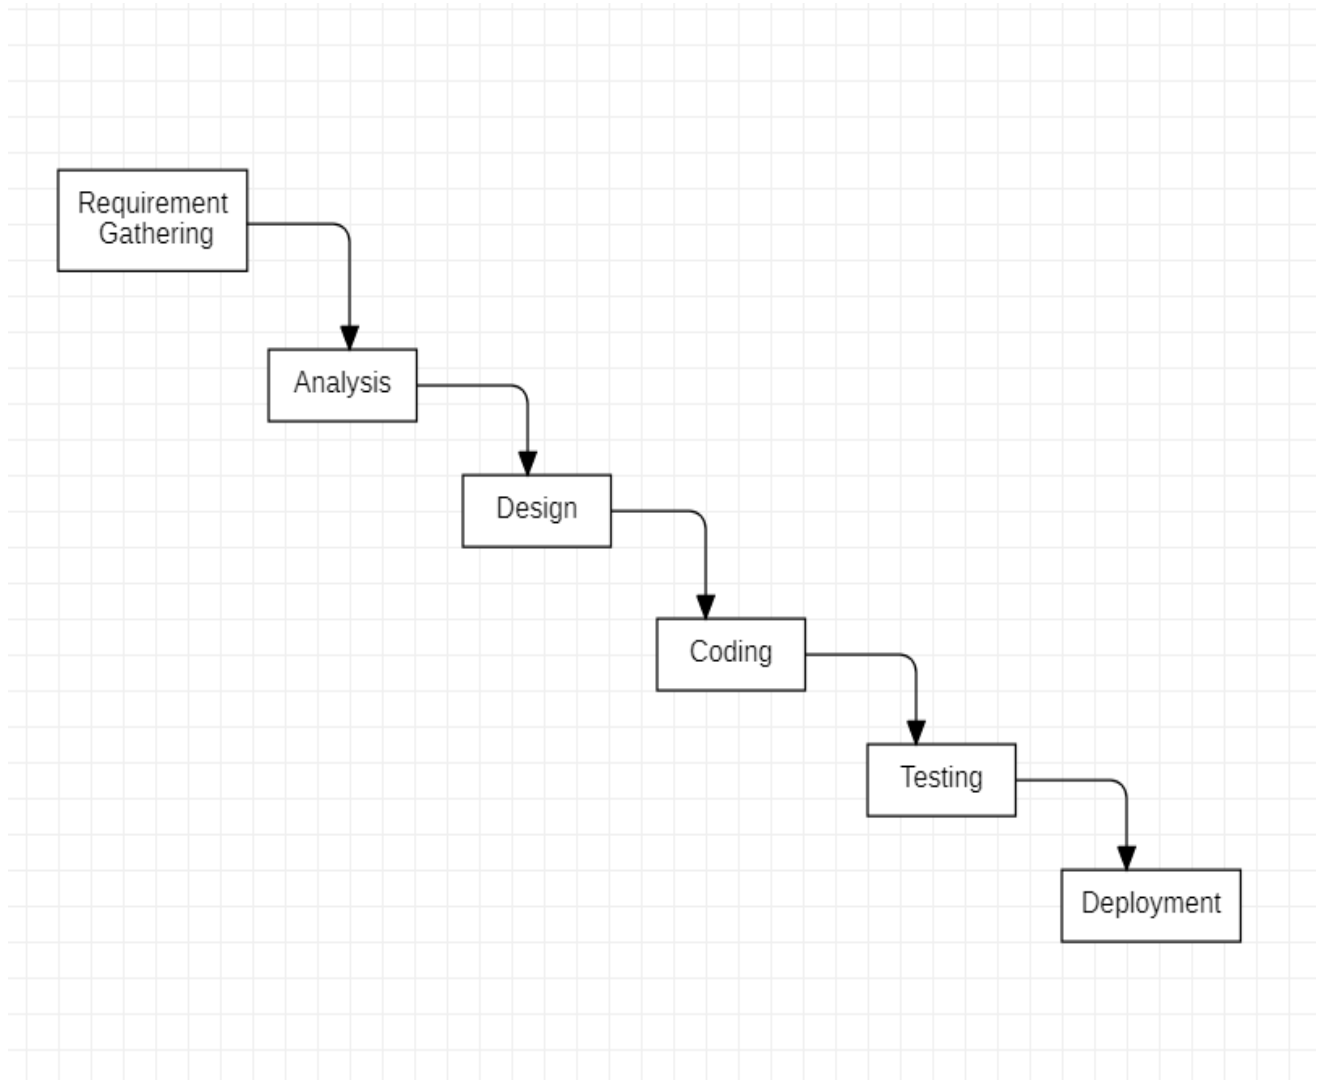 Requirement
Gathering
Analysis
Design
Coding
Testing
Deployment